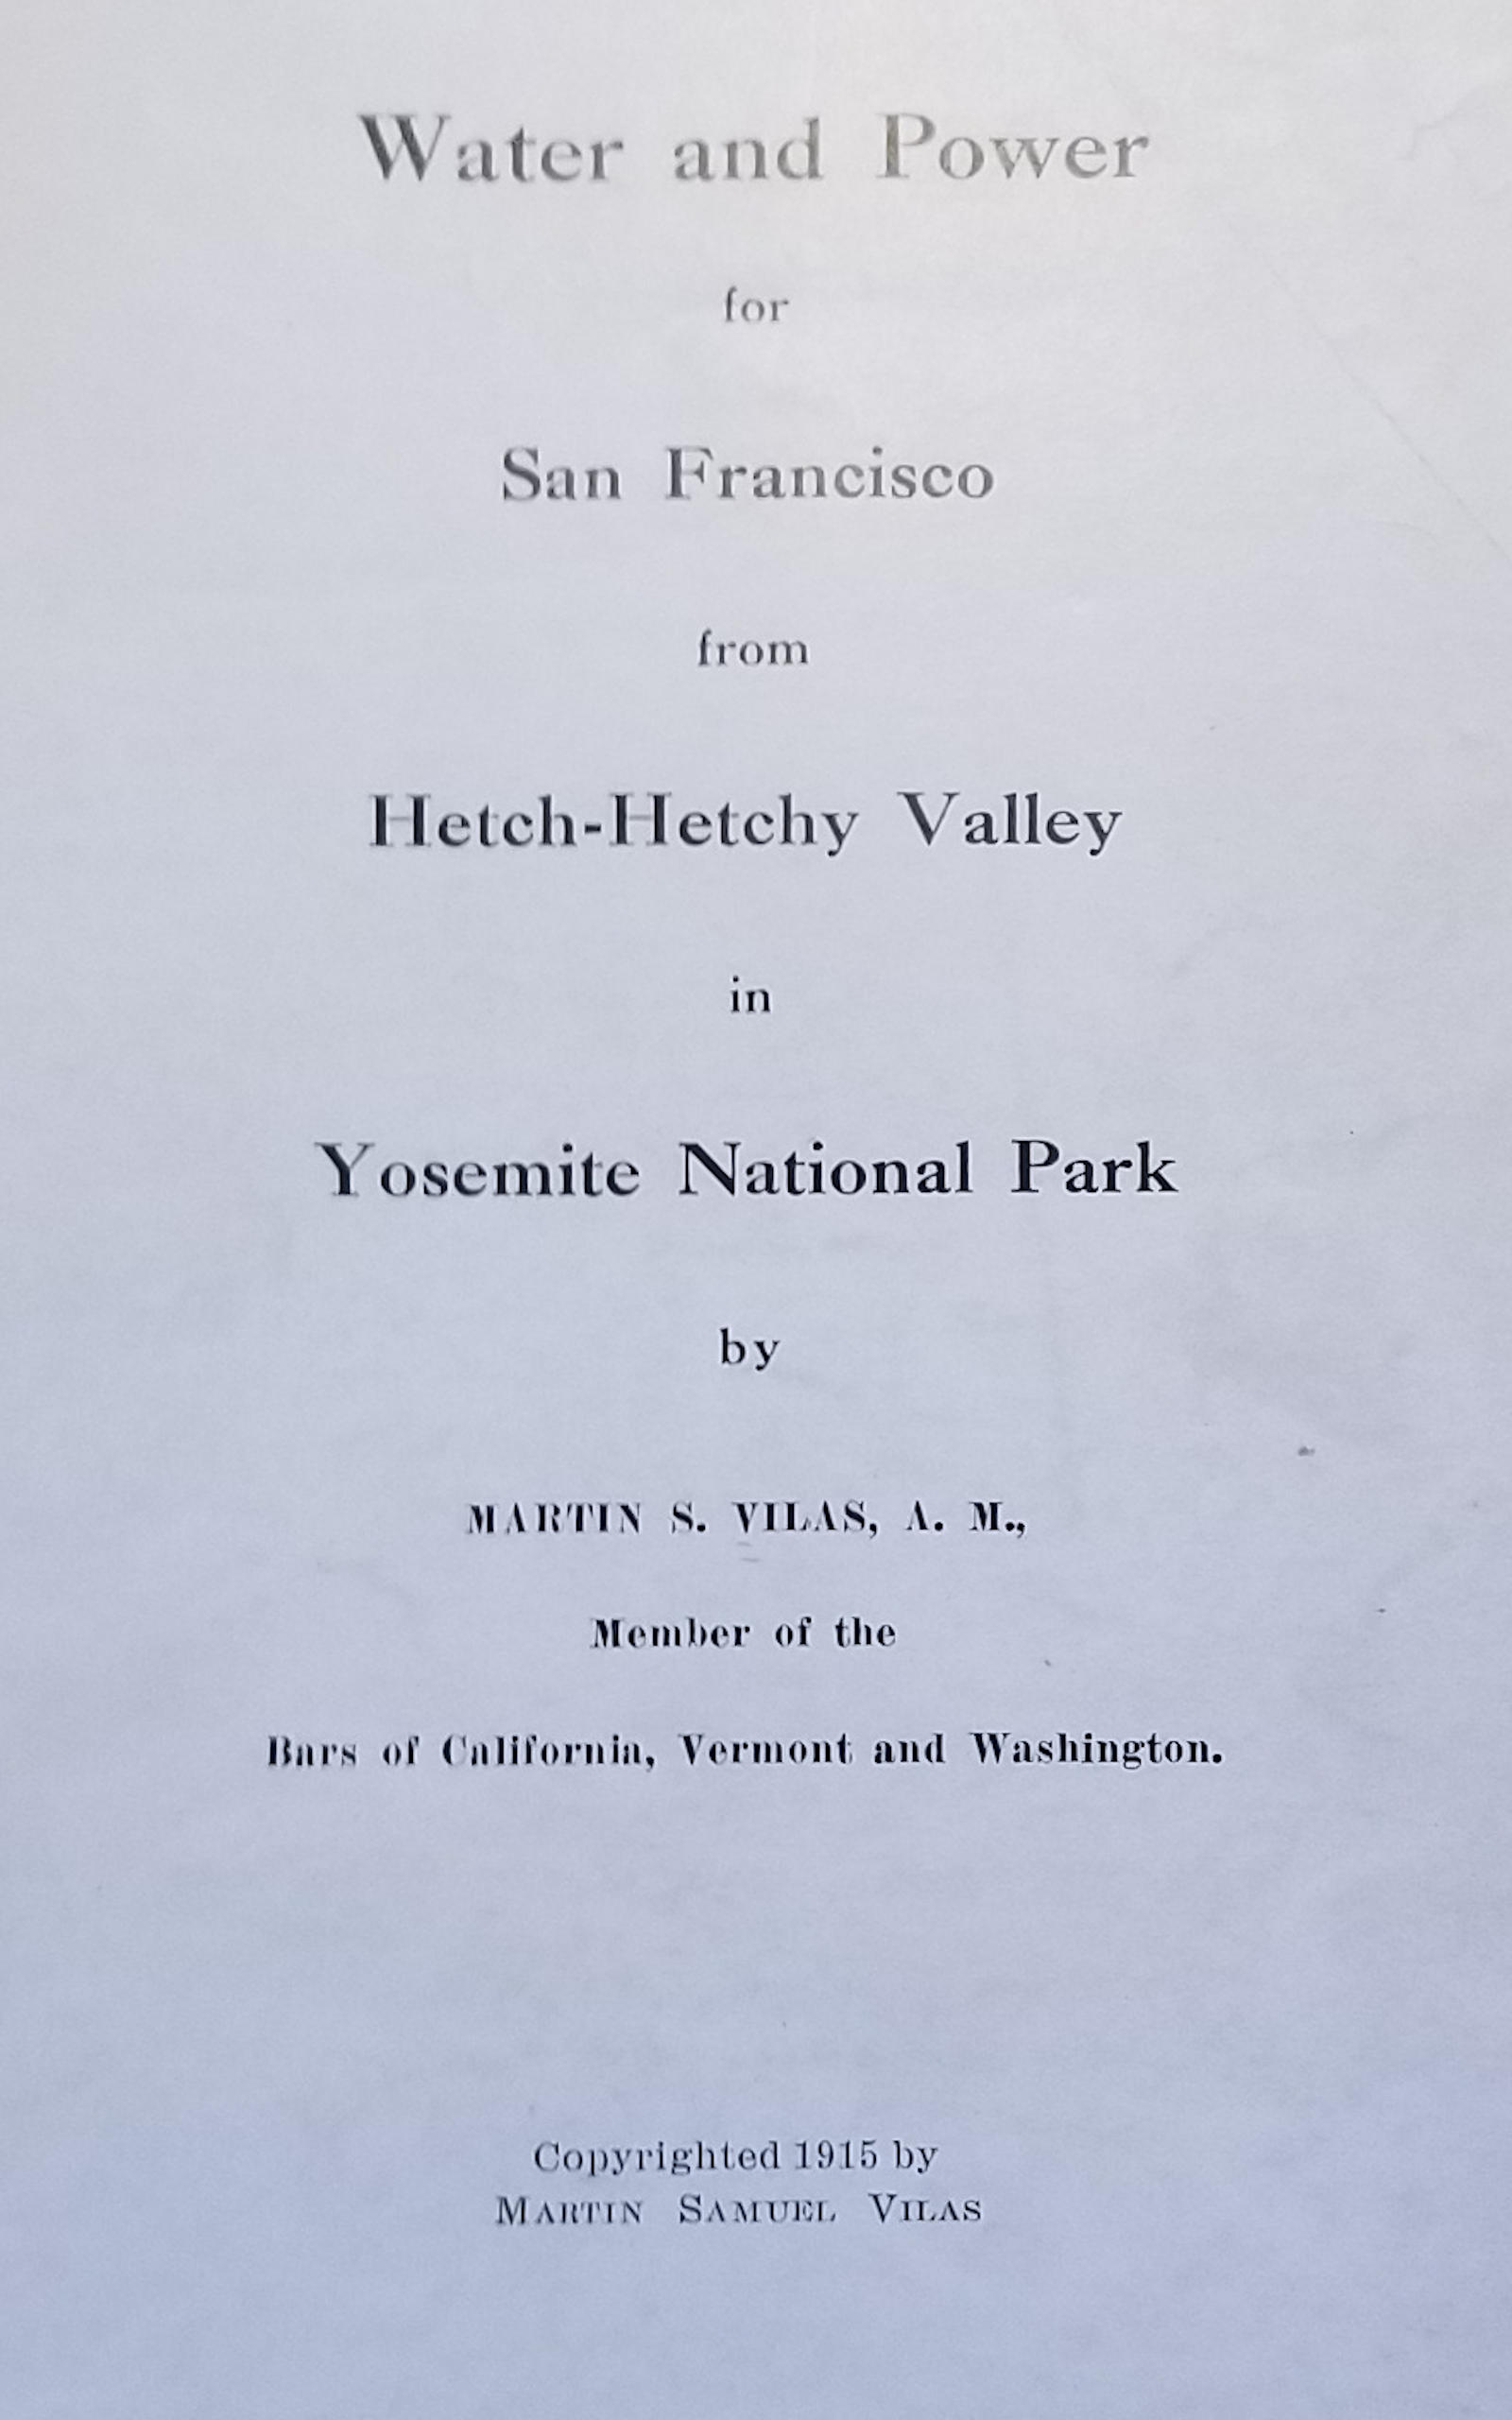 Water and Power
for
San Francisco
from
Hetch-Hetchy Valley
in
Yosemite National Park
by
MARTIN S. VILAS, A. M.,
Member of the
Bars of California, Vermont and Washington.
Copyrighted 1915 by
MARTIN SAMUEL VILAS